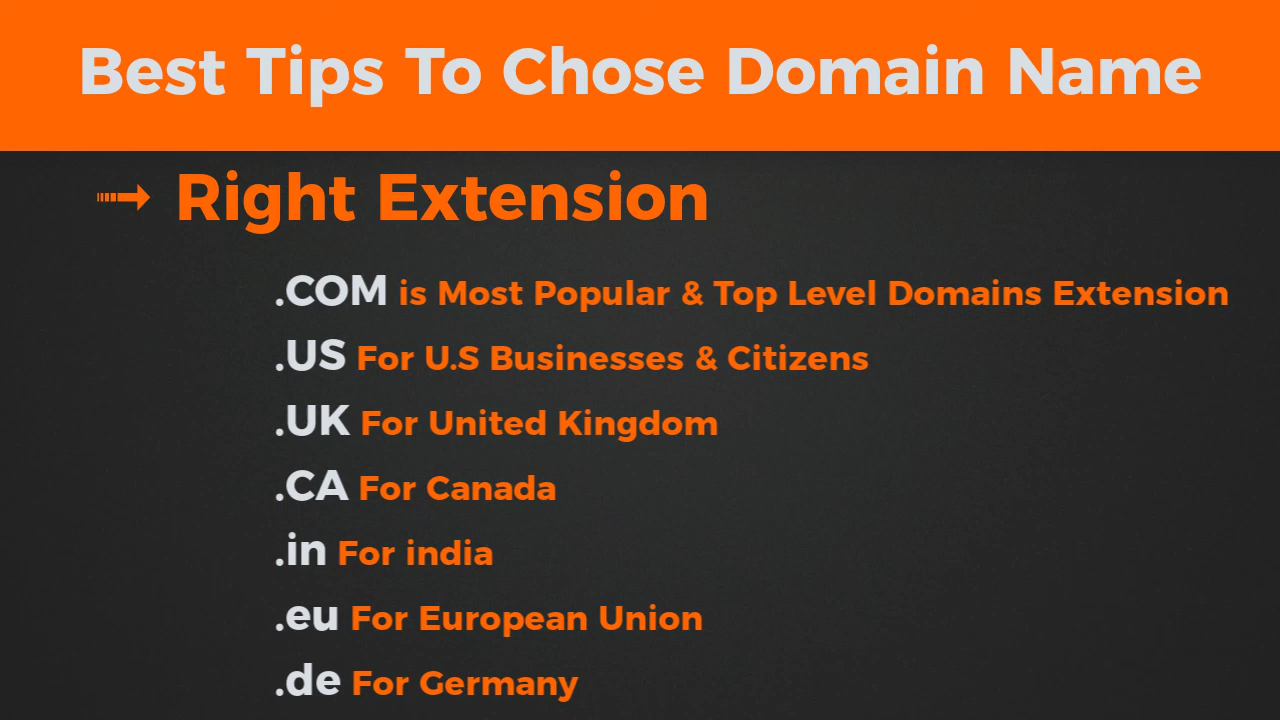 Best Tips To Chose Domain Name
Right Extension
.COM is Most Popular & Top Level Domains Extension
.US For U.S Businesses & Citizens
.UK For United Kingdom
.CA For Canada
.in For india
.eu For European Union
.de For Germany